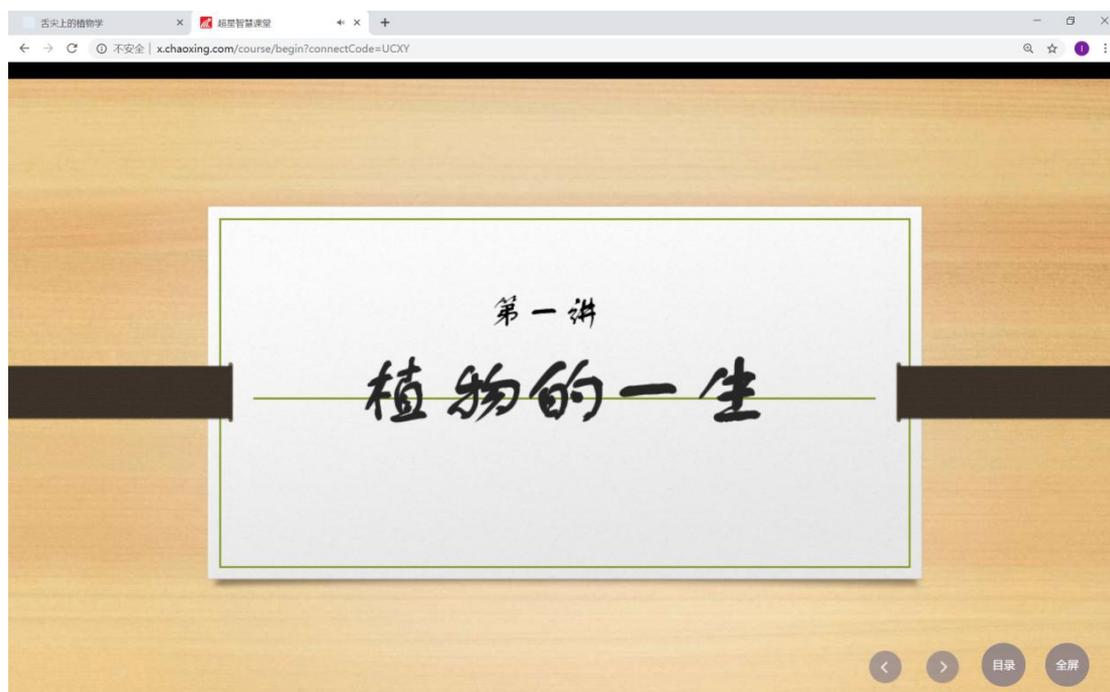 舌尖上的植物学
超星智慧课堂
不安全 | x.chaoxing.com/course/begin?connectCode=UCXY
第一讲
植物的一生
目录
全屏